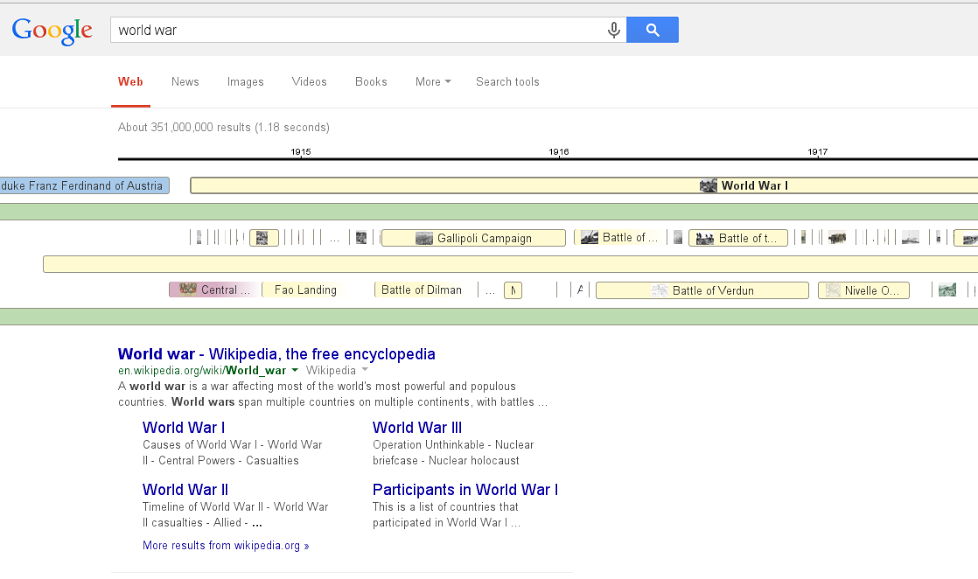 Google world war
Web News Images Videos Books More Search tools
About 351,000,000 results (1.18 seconds)
1915 1916 1917
duke Franz Ferdinand of Austria World War I
... Gallipoli Campaign Battle of ... Battle of t...
Central ... Fao Landing Battle of Dilman ... Battle of Verdun Nivelle O...
World war - Wikipedia, the free encyclopedia
en.wikipedia.org/wiki/World_war Wikipedia
A world war is a war affecting most of the world's most powerful and populous
countries. World wars span multiple countries on multiple continents, with battles ...
World War I
Causes of World War I - World War
II - Central Powers - Casualties
World War III
Operation Unthinkable - Nuclear
briefcase - Nuclear holocaust
World War II
Timeline of World War II - World War
II casualties - Allied - ...
Participants in World War I
This is a list of countries that
participated in World War I ...
More results from wikipedia.org »